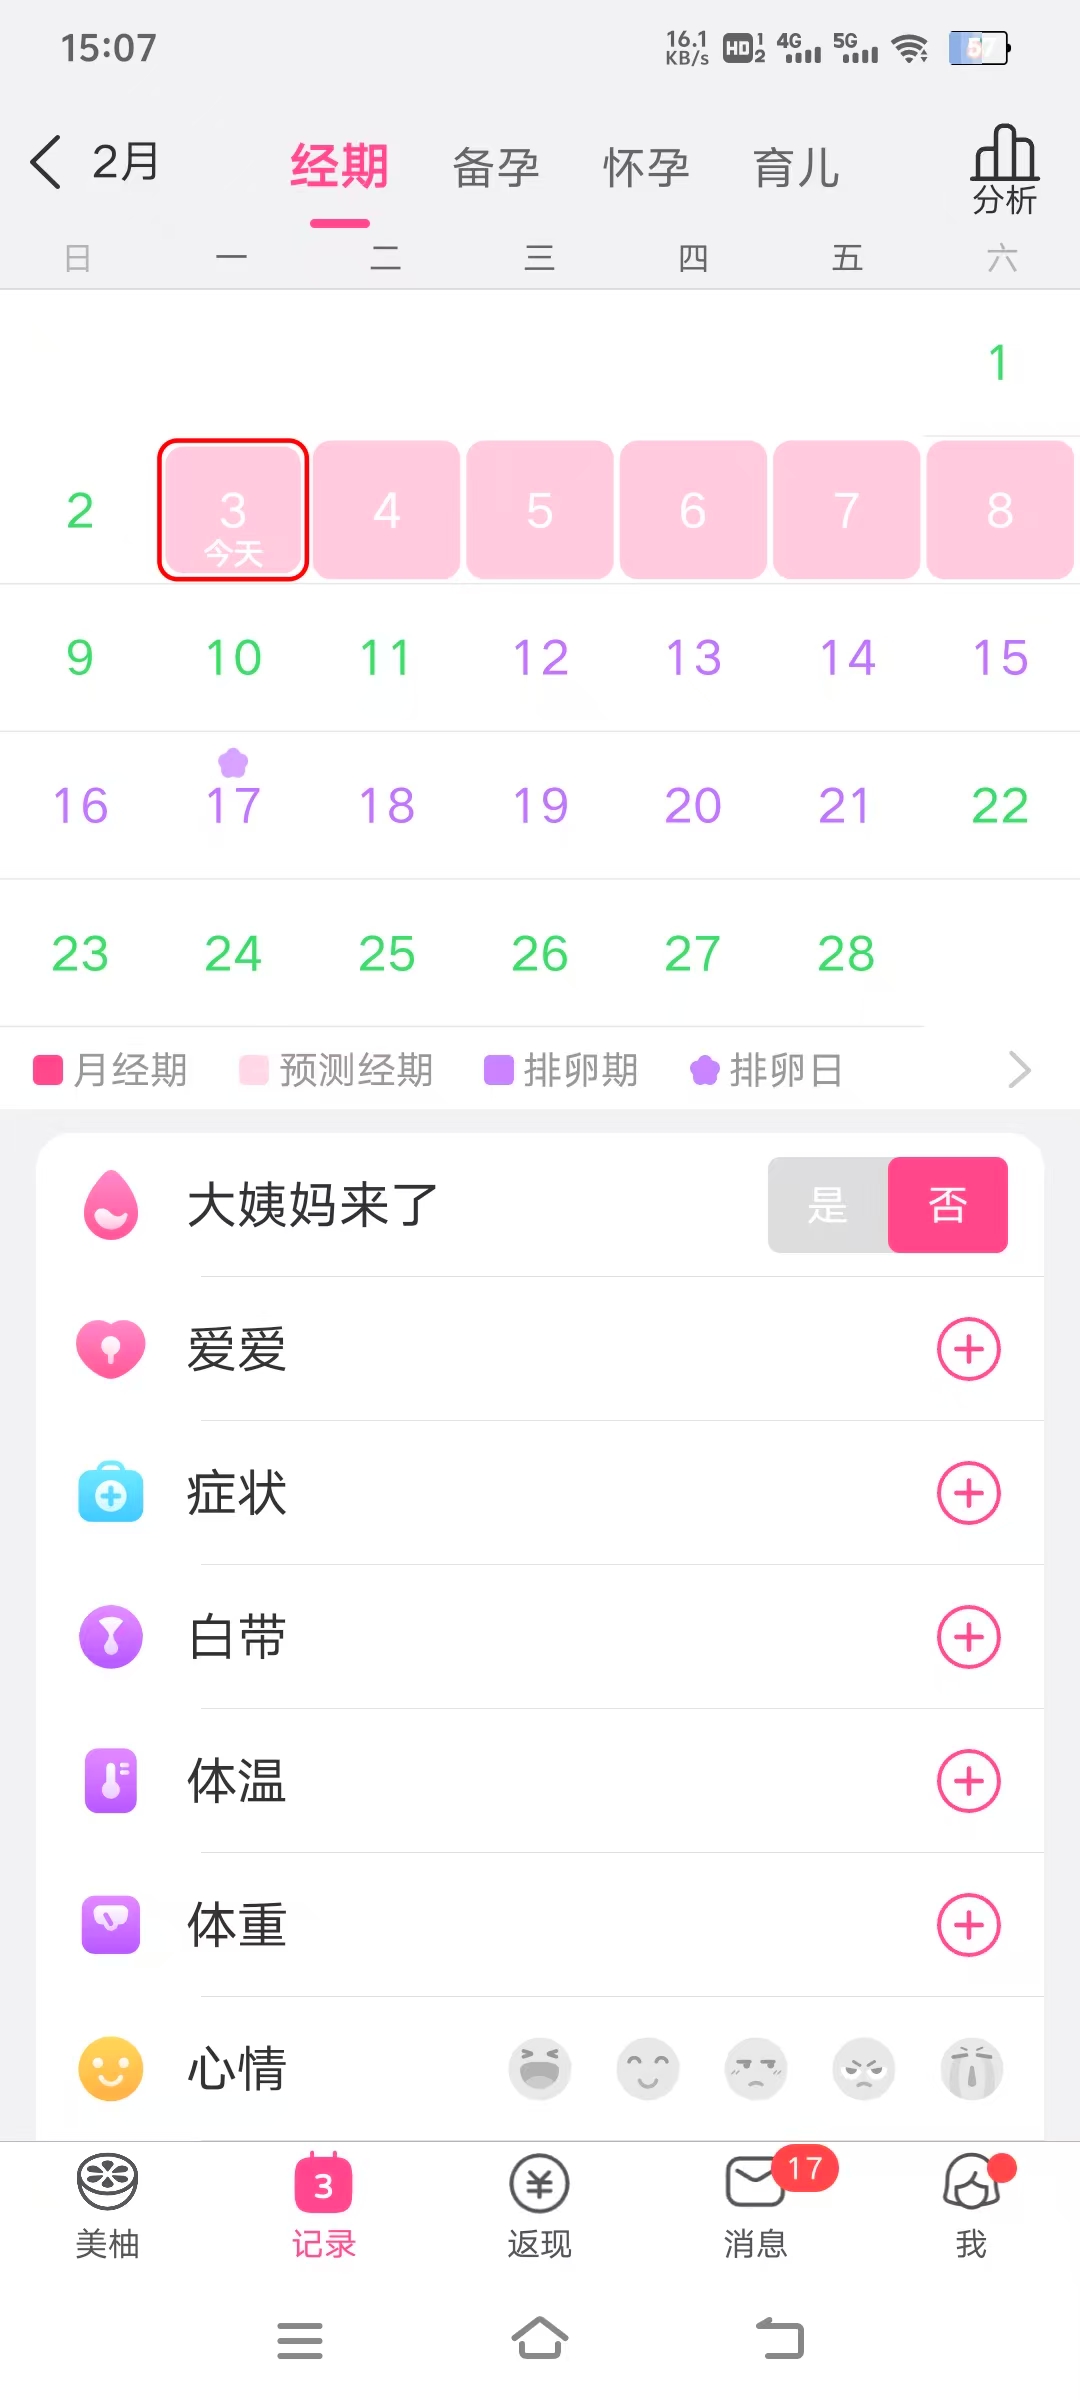 15:07
16.1 KB/s HD 1 2 4G 5G 57
2月 经期 备孕 怀孕 育儿 分析
日 一 二 三 四 五 六
1
2 3 4 5 6 7 8
今天
9 10 11 12 13 14 15
16 17 18 19 20 21 22
23 24 25 26 27 28
月经期 预测经期 排卵期 排卵日
大姨妈来了 是 否
爱爱
症状
白带
体温
体重
心情
3 17
美柚 记录 返现 消息 我